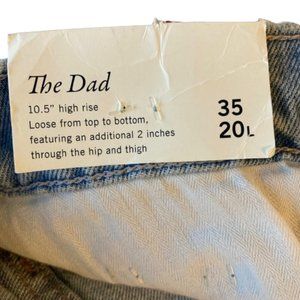 The Dad
10.5" high rise
Loose from top to bottom,
featuring an additional 2 inches
through the hip and thigh
35
20L